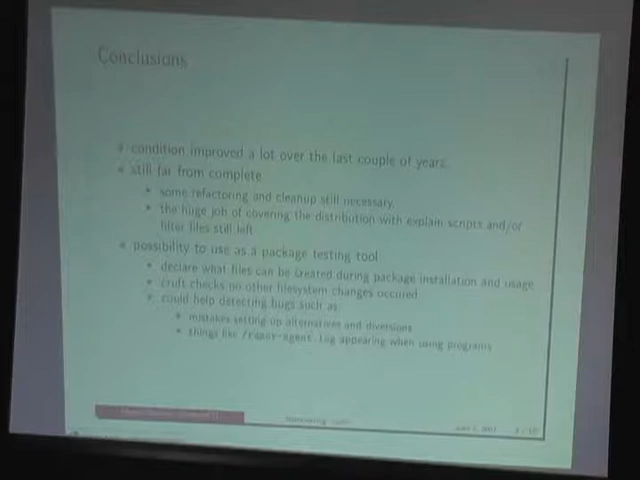 Conclusions
condition improved a lot over the last couple of years.
still far from complete
some refactoring and cleanup still necessary,
the huge job of covering the distribution with explain scripts and/or
filter files still left
possibility to use as a package testing tool
declare what files can be created during package installation and usage
cruft checks no other filesystem changes occured
could help detecting bugs such as:
mistakes setting up alternatives and diversions
things like appearing when using programs